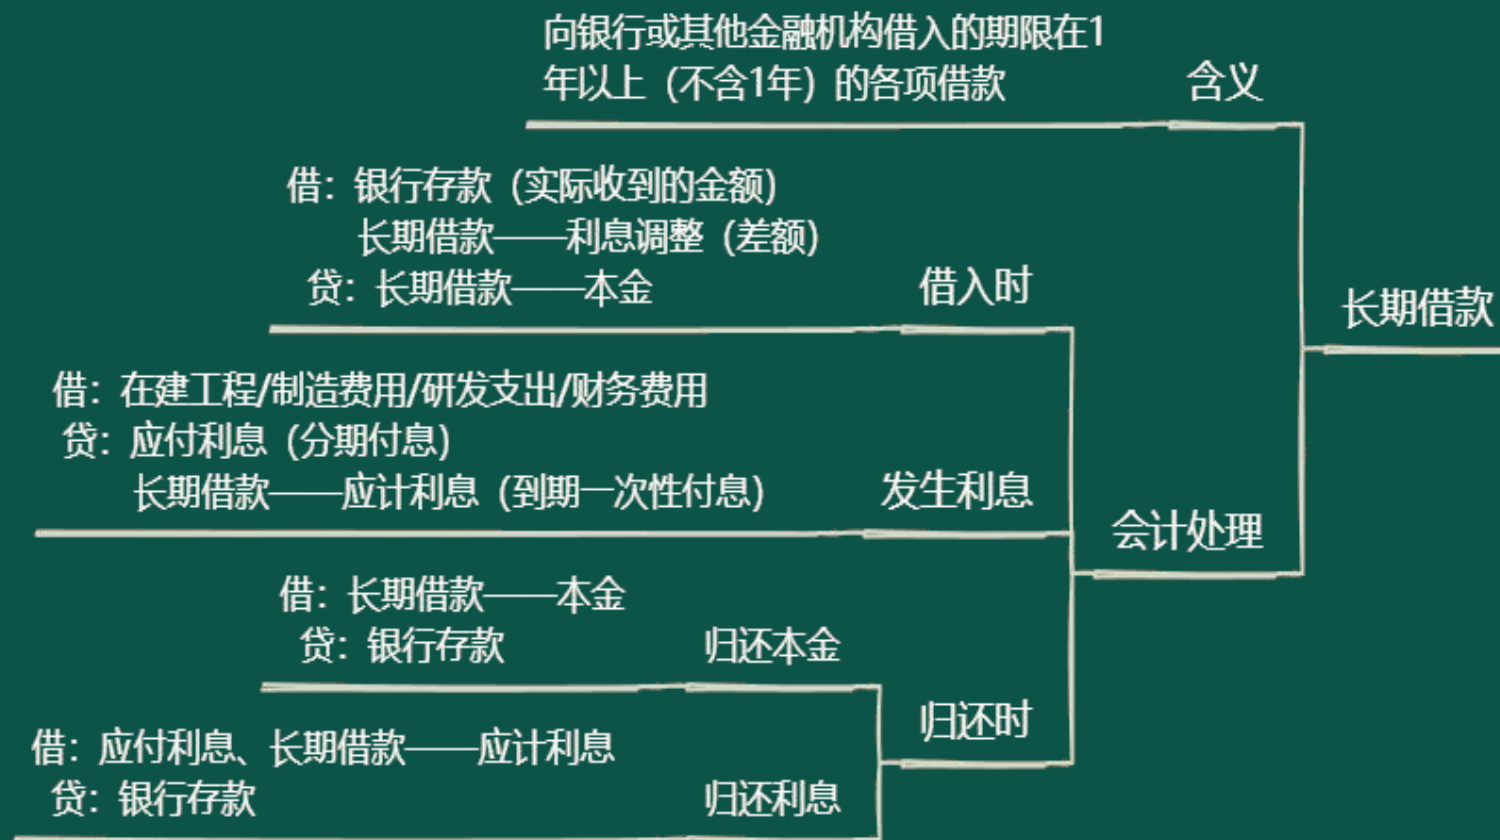 向银行或其他金融机构借入的期限在1
年以上（不含1年）的各项借款
含义
借：银行存款（实际收到的金额）
长期借款——利息调整（差额）
贷：长期借款——本金
借入时
长期借款
借：在建工程/制造费用/研发支出/财务费用
贷：应付利息（分期付息）
长期借款——应计利息（到期一次性付息）
发生利息
会计处理
借：长期借款——本金
贷：银行存款
归还本金
归还时
借：应付利息、长期借款——应计利息
贷：银行存款
归还利息